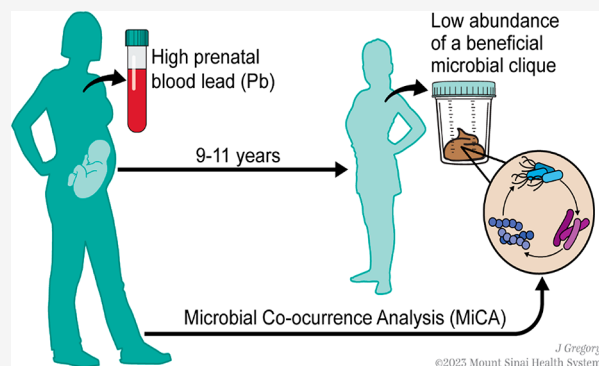 High prenatal
blood lead (Pb)
Low abundance
of a beneficial
microbial clique
9-11 years
Microbial Co-ocurrence Analysis (MiCA)
J Gregory
©2023 Mount Sinai Health System